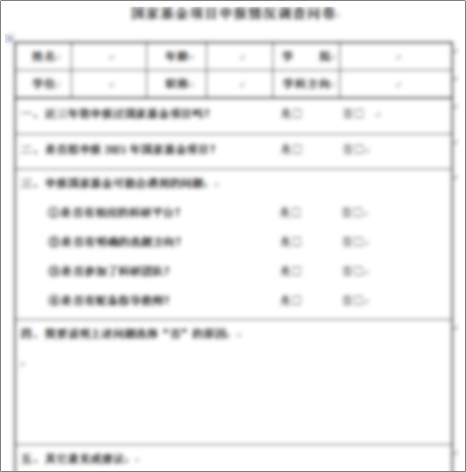 国家基金项目申报情况调查问卷
姓名 年龄 学 院
学位 职称 学科方向
一、近三年曾申报过国家基金项目吗? 是□ 否□
二、是否拟申报 2021 年国家基金项目? 是□ 否□
三、申报国家基金可能会遇到的问题。
①是否有相应的科研平台? 是□ 否□
②是否有明确的选题方向? 是□ 否□
③是否参加了科研团队? 是□ 否□
④是否有配备指导教师? 是□ 否□
四、简要说明上述问题选择“否”的原因。
五、其它意见或建议。